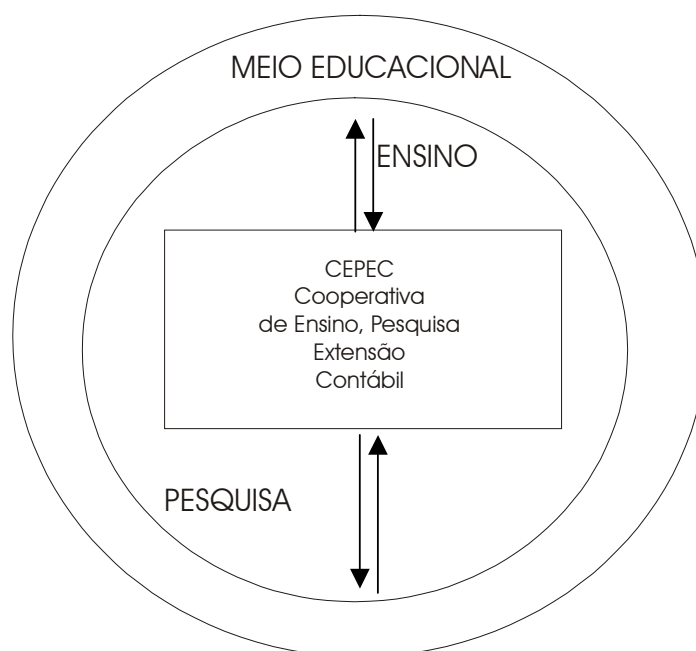 MEIO EDUCACIONAL
ENSINO
CEPEC
Cooperativa
de Ensino, Pesquisa
Extensão
Contábil
PESQUISA